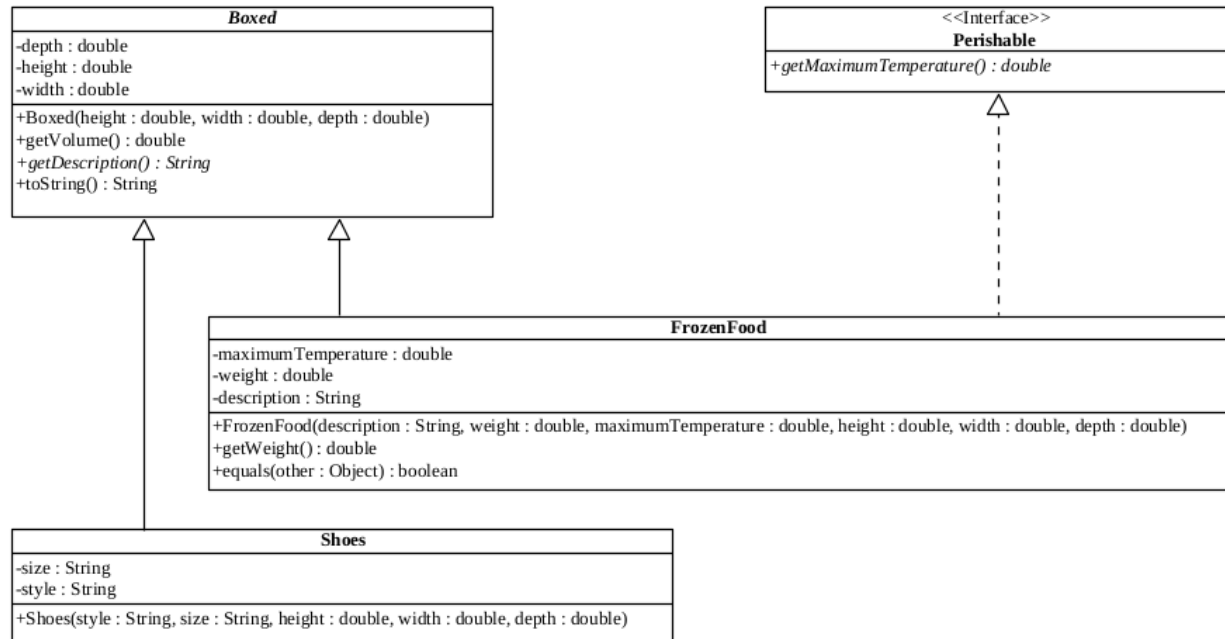 Boxed
-depth : double
-height : double
-width : double
+Boxed(height : double, width : double, depth : double)
+getVolume() : double
+getDescription() : String
+toString() : String
<<Interface>>
Perishable
+getMaximumTemperature() : double
FrozenFood
-maximumTemperature : double
-weight : double
-description : String
+FrozenFood(description : String, weight : double, maximumTemperature : double, height : double, width : double, depth : double)
+getWeight() : double
+equals(other : Object) : boolean
Shoes
-size : String
-style : String
+Shoes(style : String, size : String, height : double, width : double, depth : double)